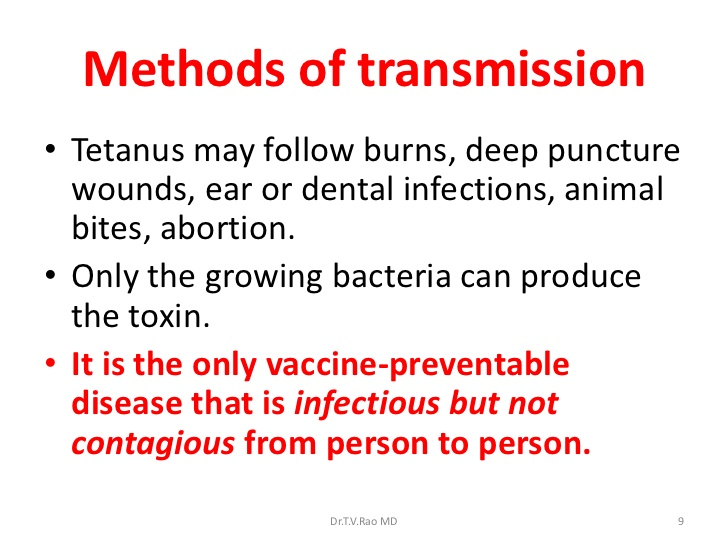 Methods of transmission
• Tetanus may follow burns, deep puncture
wounds, ear or dental infections, animal
bites, abortion.
• Only the growing bacteria can produce
the toxin.
• It is the only vaccine-preventable
disease that is infectious but not
contagious from person to person.
Dr.T.V.Rao MD
9